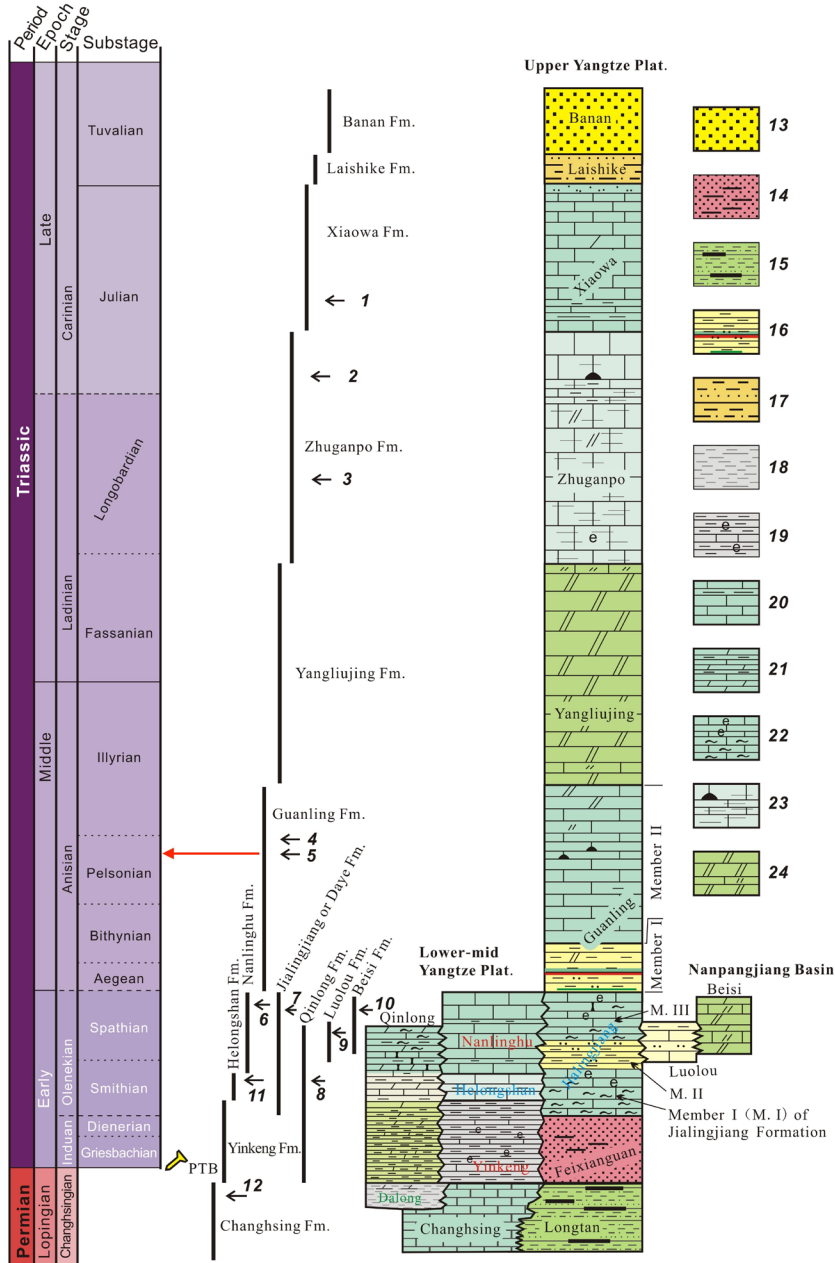 Period
Epoch
Stage
Substage
Triassic
Permian
Late
Middle
Early
Lopingian
Carinian
Ladinian
Anisian
Olenekian
Induan
Changhsingian
Tuvalian
Julian
Longobardian
Fassanian
Illyrian
Pelsonian
Bithynian
Aegean
Spathian
Smithian
Dienerian
Griesbachian
PTB
Banan Fm.
Laishike Fm.
Xiaowa Fm.
1
2
Zhuganpo Fm.
3
Yangliujing Fm.
Guanling Fm.
4
5
Helongshan Fm.
Nanlinghu Fm.
Jialingjiang or Daye Fm.
Qinlong Fm.
Luolou Fm.
Beisi Fm.
6
7
10
9
11
8
Yinkeng Fm.
12
Changhsing Fm.
Upper Yangtze Plat.
Banan
Laishike
Xiaowa
Zhuganpo
e
Yangliujing
Guanling
Member II
Member I
Lower-mid
Yangtze Plat.
Nanpangjiang Basin
Beisi
Qinlong
Nanlinghu
Helongshan
Yinkeng
e
e
e
e
Dalong
Changhsing
e
e
Jialingjiang
e
e
Feixianguan
Longtan
M. III
Luolou
M. II
Member I (M. I) of
Jialingjiang Formation
13
14
15
16
17
18
e
e
19
20
21
e
e
22
23
24